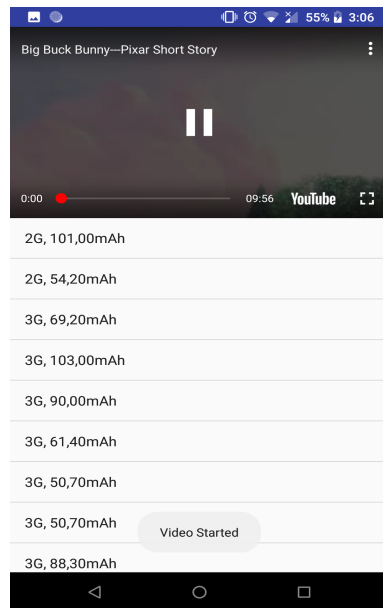 55% 3:06
Big Buck Bunny---Pixar Short Story
0:00 09:56 YouTube
2G, 101,00mAh
2G, 54,20mAh
3G, 69,20mAh
3G, 103,00mAh
3G, 90,00mAh
3G, 61,40mAh
3G, 50,70mAh
3G, 50,70mAh
Video Started
3G, 88,30mAh